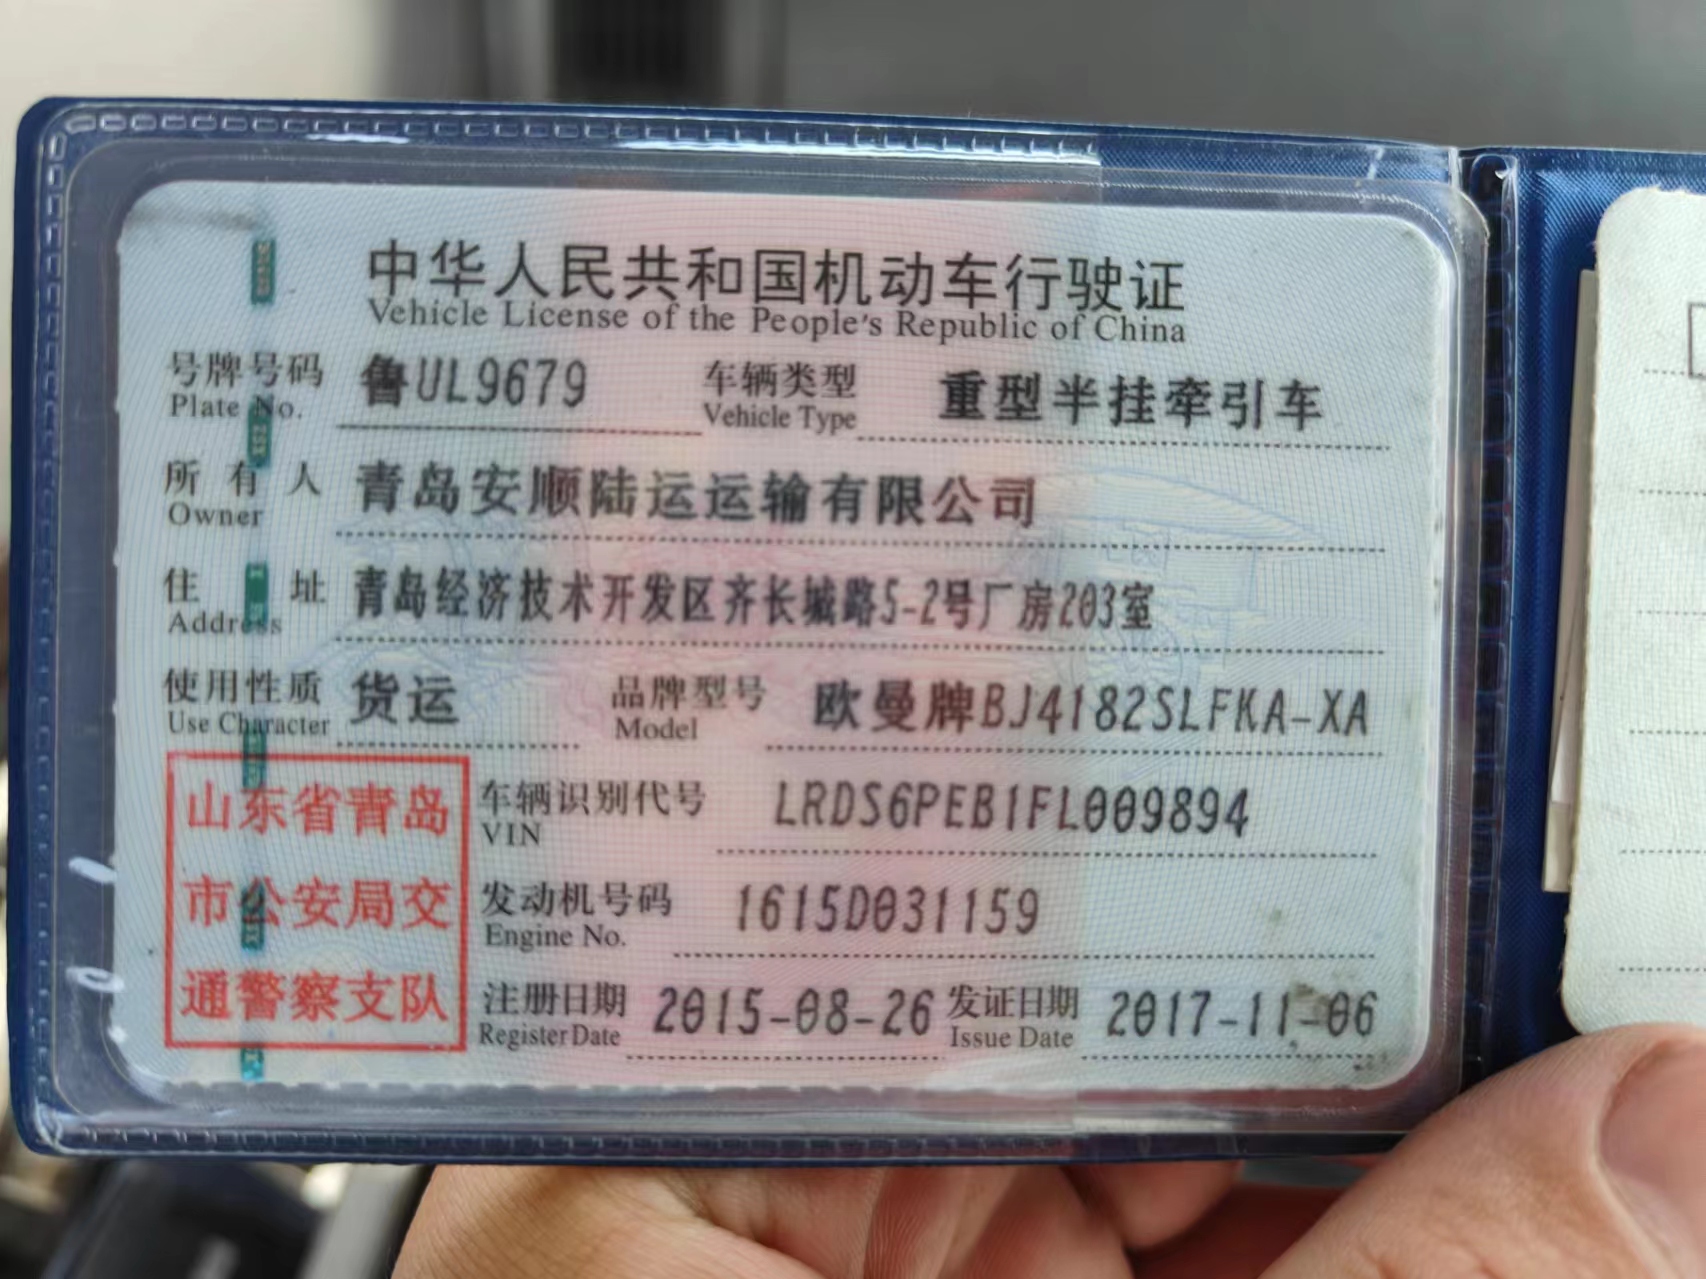 中华人民共和国机动车行驶证
Vehicle License of the People's Republic of China
号牌号码 鲁UL9679 车辆类型 重型半挂牵引车
Plate No. Vehicle Type
所有人 青岛安顺陆运运输有限公司
Owner
住址 青岛经济技术开发区齐长城路5-2号厂房203室
Address
使用性质 货运 品牌型号 欧曼牌BJ4182SLFKA-XA
Use Character Model
山东省青岛
市公安局交
通警察支队
车辆识别代号 LRDS6PEB1FL009894
VIN
发动机号码 1615D031159
Engine No.
注册日期 2015-08-26 发证日期 2017-11-06
Register Date Issue Date